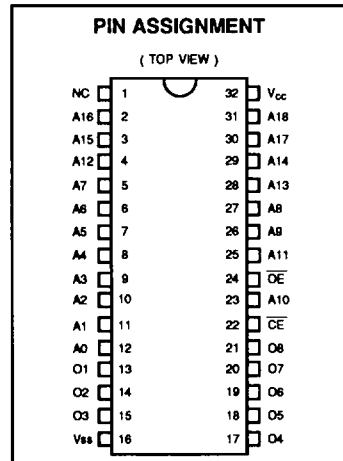 PIN ASSIGNMENT
( TOP VIEW )
NC 1 32 Vcc
A16 2 31 A18
A15 3 30 A17
A12 4 29 A14
A7 5 28 A13
A6 6 27 A8
A5 7 26 A9
A4 8 25 A11
A3 9 24 OE
A2 10 23 A10
A1 11 22 CE
A0 12 21 O8
O1 13 20 O7
O2 14 19 O6
O3 15 18 O5
Vss 16 17 O4